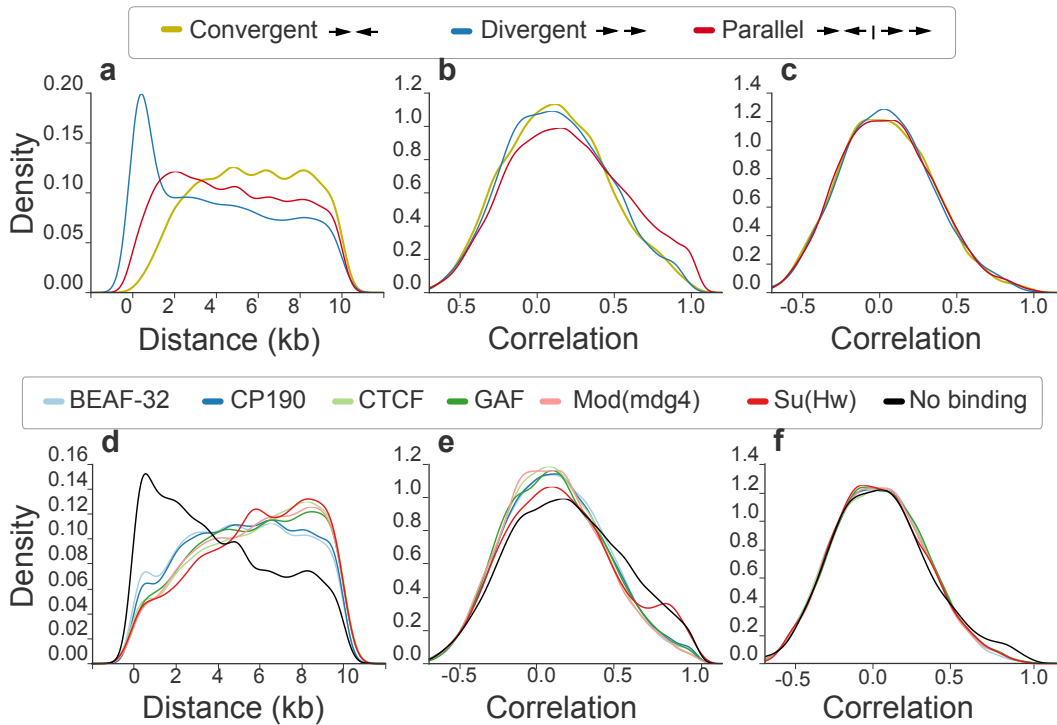 Convergent Divergent Parallel
a b c
0.20
0.15
0.10
0.05
0.00
Density
0 2 4 6 8 10
Distance (kb)
1.2
1.0
0.8
0.6
0.4
0.2
0.0
0.5 0.0 0.5 1.0
Correlation
1.4
1.2
1.0
0.8
0.6
0.4
0.2
0.0
-0.5 0.0 0.5 1.0
Correlation
BEAF-32 CP190 CTCF GAF Mod(mdg4) Su(Hw) No binding
d e f
0.16
0.14
0.12
0.10
0.08
0.06
0.04
0.02
0.00
Density
0 2 4 6 8 10
Distance (kb)
1.2
1.0
0.8
0.6
0.4
0.2
0.0
-0.5 0.0 0.5 1.0
Correlation
1.4
1.2
1.0
0.8
0.6
0.4
0.2
0.0
-0.5 0.0 0.5 1.0
Correlation